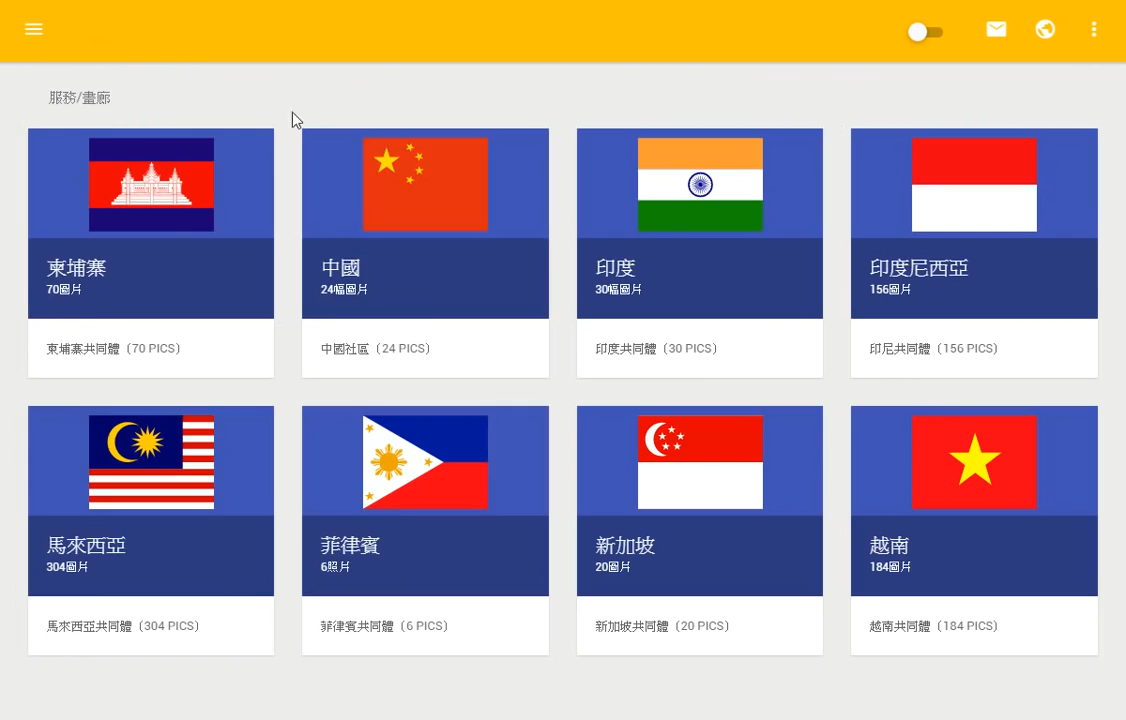 服務/畫廊
柬埔寨
70圖片
柬埔寨共同體（70 PICS）
中國
24幅圖片
中國社區（24 PICS）
印度
30幅圖片
印度共同體（30 PICS）
印度尼西亞
156圖片
印尼共同體（156 PICS）
馬來西亞
304圖片
馬來西亞共同體（304 PICS）
菲律賓
6照片
菲律賓共同體（6 PICS）
新加坡
20圖片
新加坡共同體（20 PICS）
越南
184圖片
越南共同體（184 PICS）